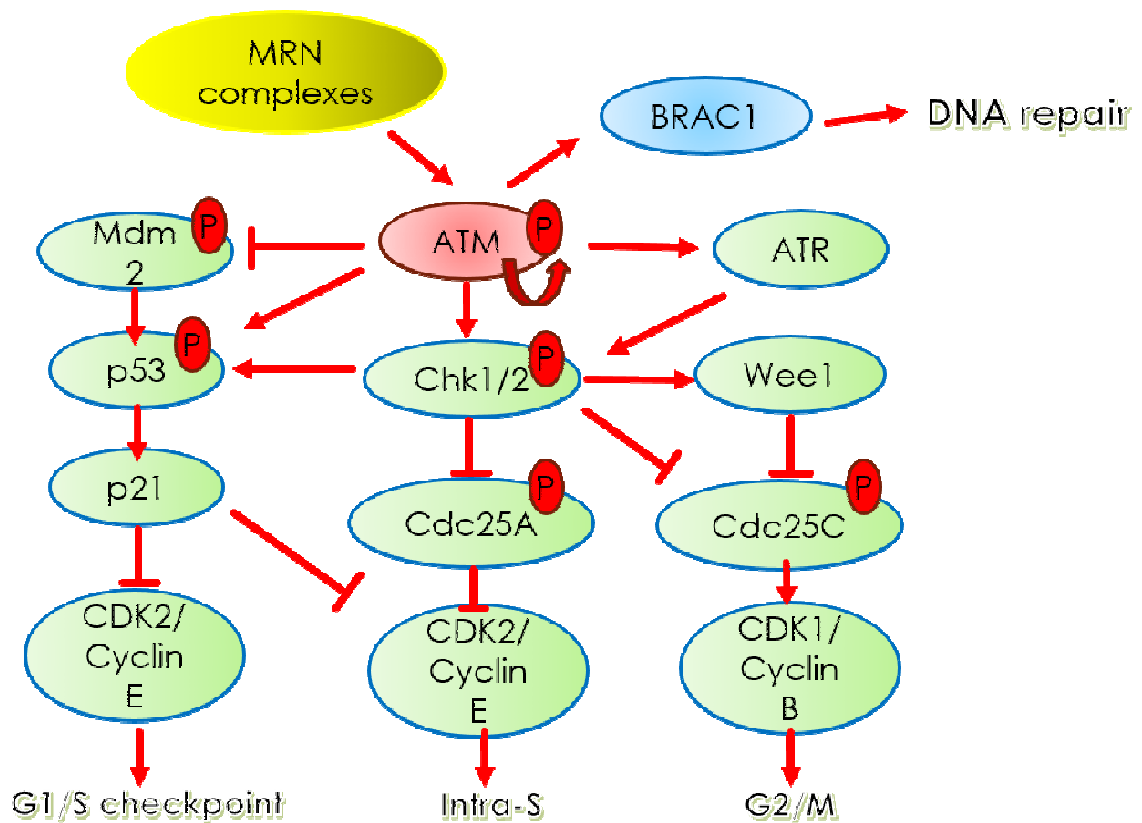 MRN
complexes
BRAC1
DNA repair
P
Mdm
2
ATM
P
ATR
P
p53
Chk1/2
P
Wee1
p21
Cdc25A
P
Cdc25C
P
CDK2/
Cyclin
E
CDK2/
Cyclin
E
CDK1/
Cyclin
B
G1/S checkpoint
Intra-S
G2/M